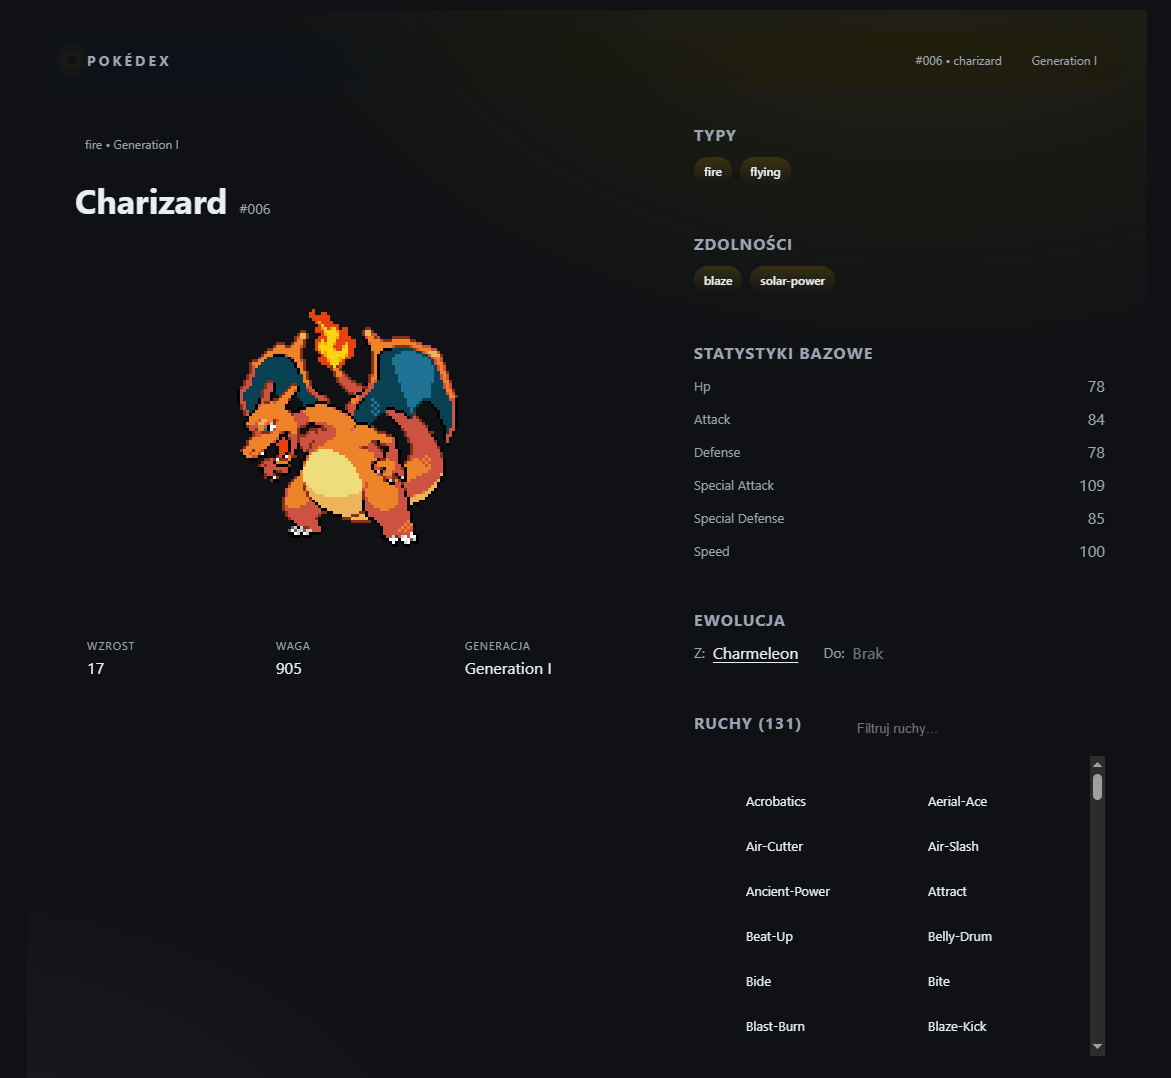 POKÉDEX
#006 • charizard
Generation I
fire • Generation I
Charizard #006
WZROST
17
WAGA
905
GENERACJA
Generation I
TYPY
fire flying
ZDOLNOŚCI
blaze solar-power
STATYSTYKI BAZOWE
Hp 78
Attack 84
Defense 78
Special Attack 109
Special Defense 85
Speed 100
EWOLUCJA
Z: Charmeleon Do: Brak
RUCHY (131) Filtruj ruchy...
Acrobatics Aerial-Ace
Air-Cutter Air-Slash
Ancient-Power Attract
Beat-Up Belly-Drum
Bide Bite
Blast-Burn Blaze-Kick